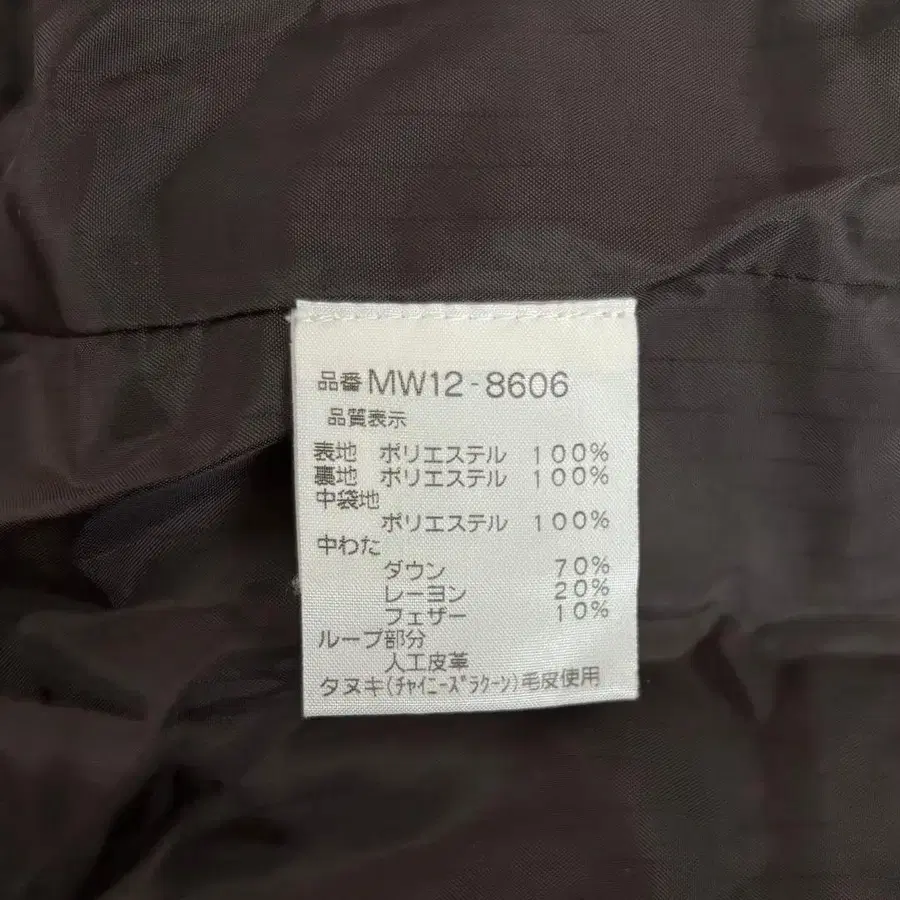 品番 MW12-8606
品質表示
表地 ポリエステル 100%
裏地 ポリエステル 100%
中袋地
ポリエステル 100%
中わた
ダウン 70%
レーヨン 20%
フェザー 10%
ループ部分
人工皮革
タヌキ(ﾁｬｲﾆｰｽﾞﾗｸｰﾝ)毛皮使用